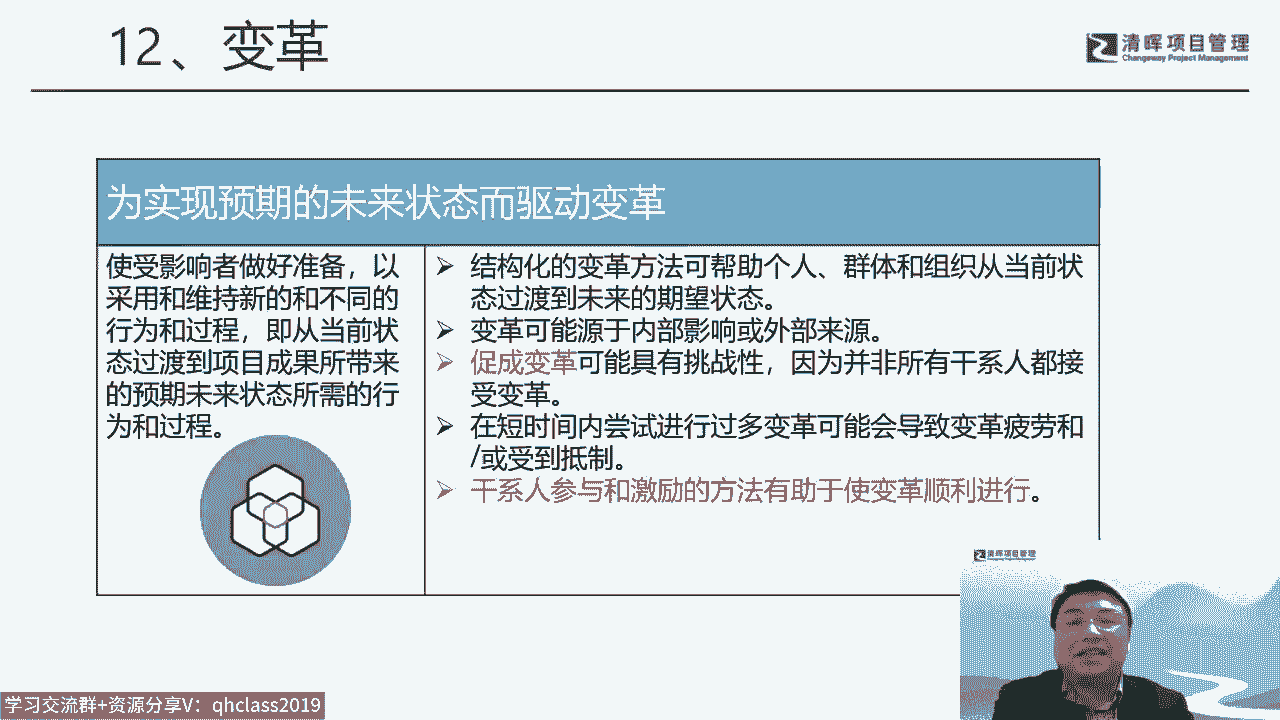 12、变革
清晖项目管理
Changeway Project Management
为实现预期的未来状态而驱动变革
使受影响者做好准备，以
采用和维持新的和不同的
行为和过程，即从当前状
态过渡到项目成果所带来
的预期未来状态所需的行
为和过程。
➢ 结构化的变革方法可帮助个人、群体和组织从当前状
态过渡到未来的期望状态。
➢ 变革可能源于内部影响或外部来源。
➢ 促成变革可能具有挑战性，因为并非所有干系人都接
受变革。
➢ 在短时间内尝试进行过多变革可能会导致变革疲劳和
/或受到抵制。
➢ 干系人参与和激励的方法有助于使变革顺利进行。
清晖项目管理
学习交流群+资源分享V：qhclass2019